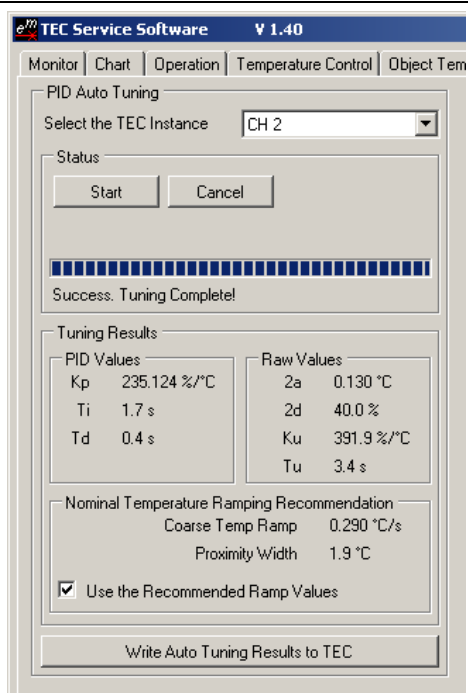 em TEC Service Software V 1.40
Monitor Chart Operation Temperature Control Object Tem
PID Auto Tuning
Select the TEC Instance CH 2
Status
Start Cancel
Success. Tuning Complete!
Tuning Results
PID Values Raw Values
Kp 235.124 %/°C 2a 0.130 °C
Ti 1.7 s 2d 40.0 %
Td 0.4 s Ku 391.9 %/°C
Tu 3.4 s
Nominal Temperature Ramping Recommendation
Coarse Temp Ramp 0.290 °C/s
Proximity Width 1.9 °C
Use the Recommended Ramp Values
Write Auto Tuning Results to TEC